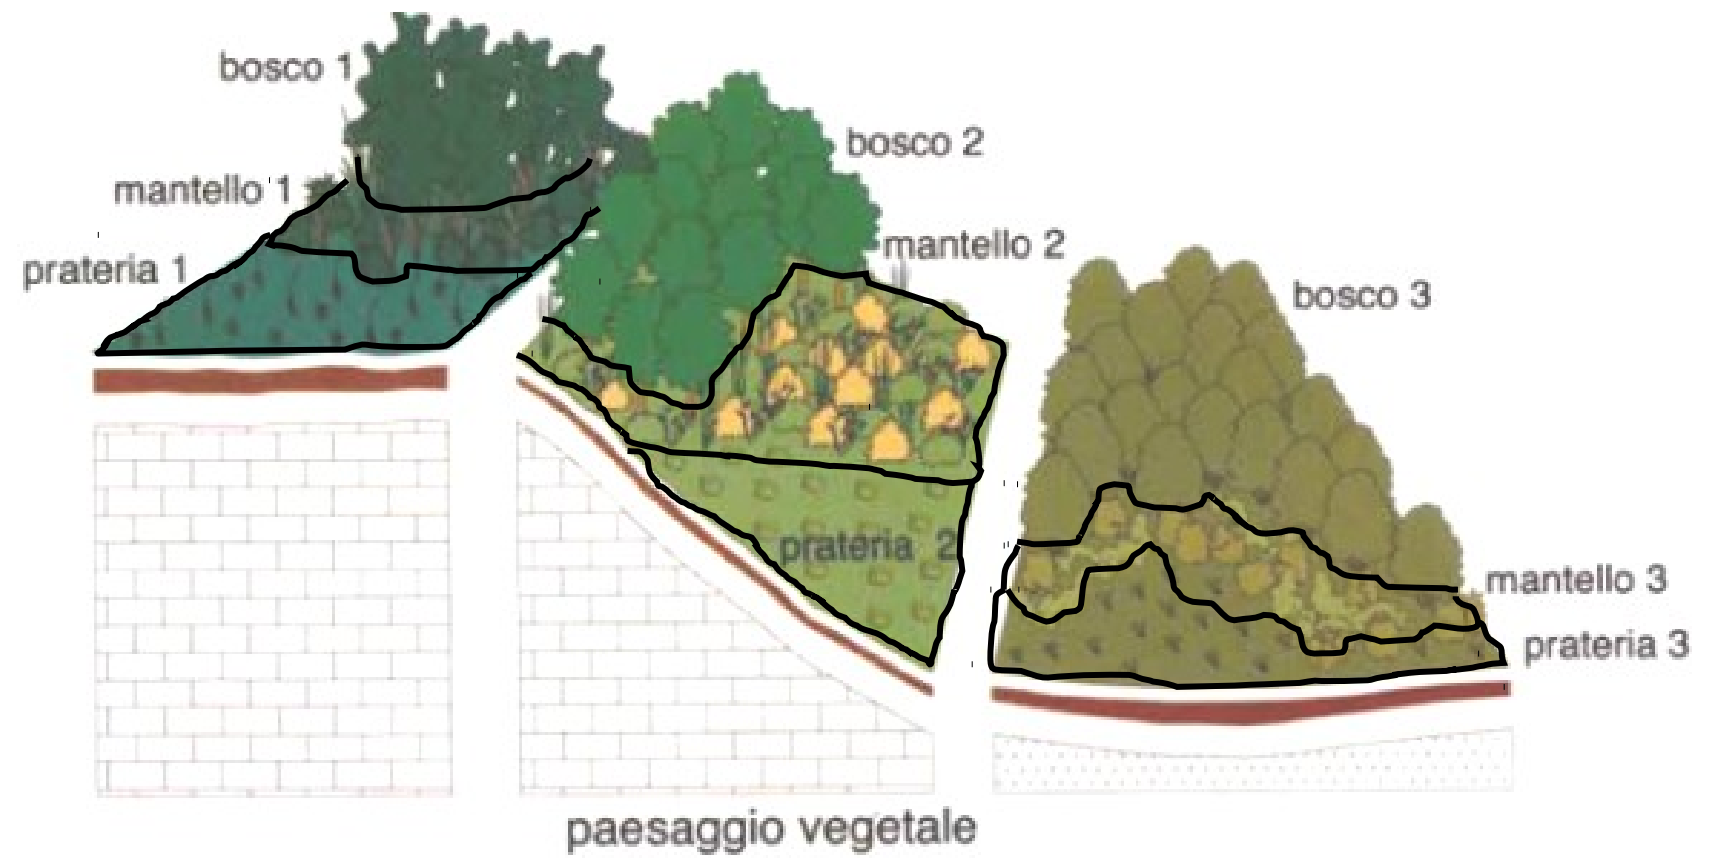 bosco 1
bosco 2
mantello 1
mantello 2
prateria 1
bosco 3
prateria 2
mantello 3
prateria 3
paesaggio vegetale